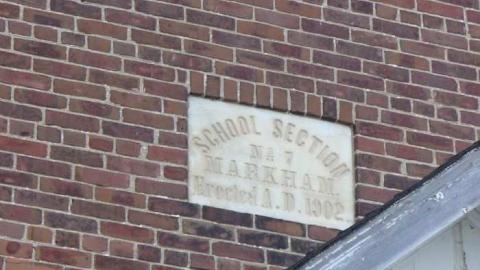 SCHOOL SECTION
No 7
MARKHAM.
Erected A.D. 1902